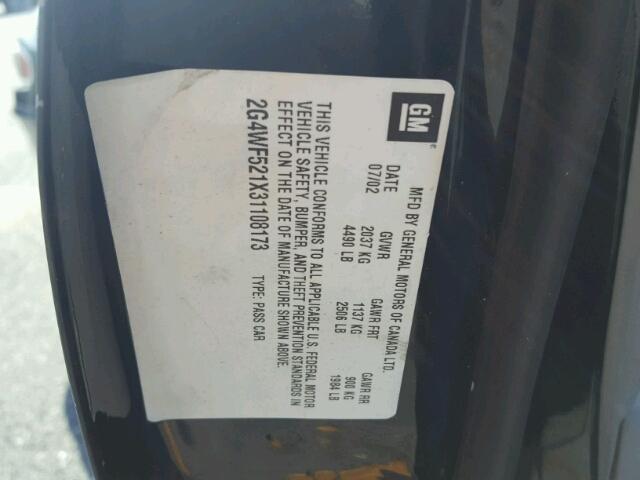 GM
MFD BY GENERAL MOTORS OF CANADA LTD.
DATE GVWR GAWR FRT GAWR RR
07/02 2037 KG 1137 KG 900 KG
4490 LB 2506 LB 1984 LB
THIS VEHICLE CONFORMS TO ALL APPLICABLE U.S. FEDERAL MOTOR
VEHICLE SAFETY, BUMPER, AND THEFT PREVENTION STANDARDS IN
EFFECT ON THE DATE OF MANUFACTURE SHOWN ABOVE.
2G4WF521X31108173 TYPE: PASS CAR